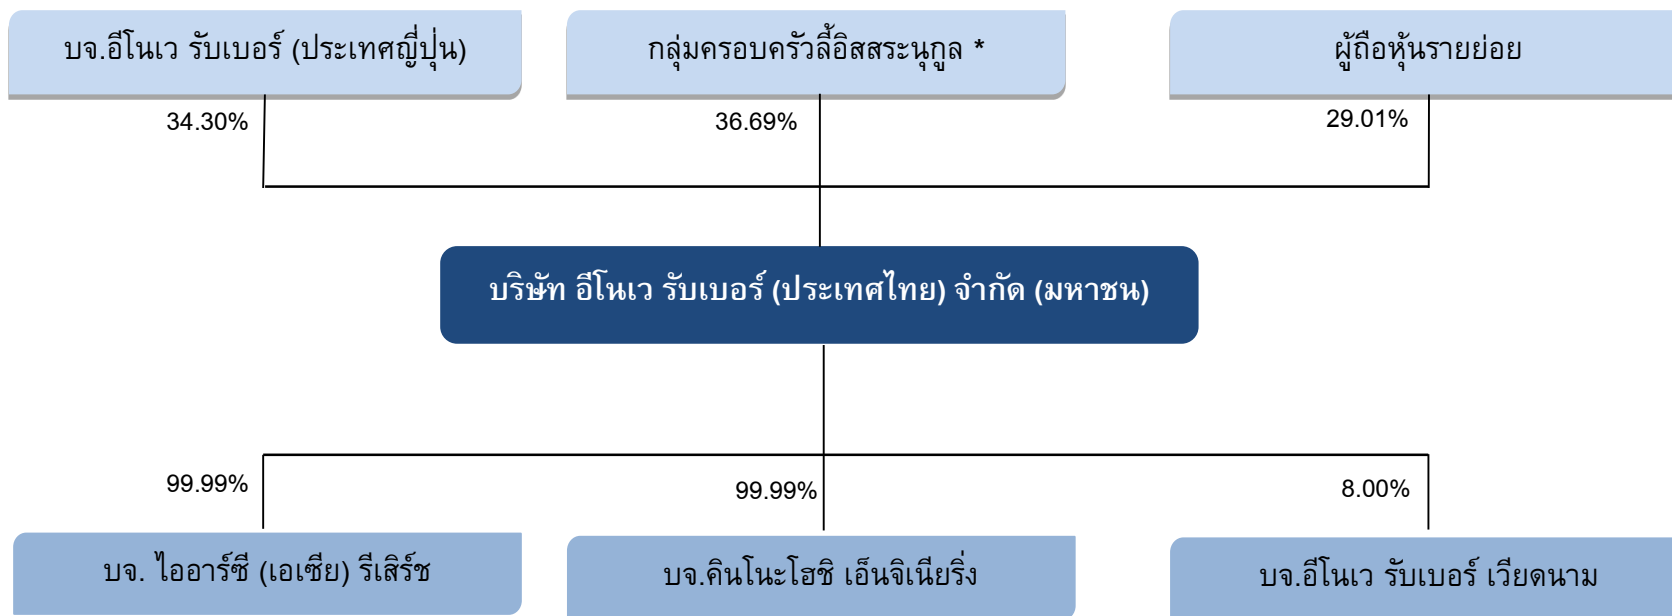 บจ.อีโนเว รับเบอร์ (ประเทศญี่ปุ่น)
กลุ่มครอบครัวลี้อิสสระนุกูล *
ผู้ถือหุ้นรายย่อย
34.30%
36.69%
29.01%
บริษัท อีโนเว รับเบอร์ (ประเทศไทย) จำกัด (มหาชน)
99.99%
99.99%
8.00%
บจ. ไออาร์ซี (เอเซีย) รีเสิร์ช
บจ.คินโนะโฮชิ เอ็นจิเนียริ่ง
บจ.อีโนเว รับเบอร์ เวียดนาม